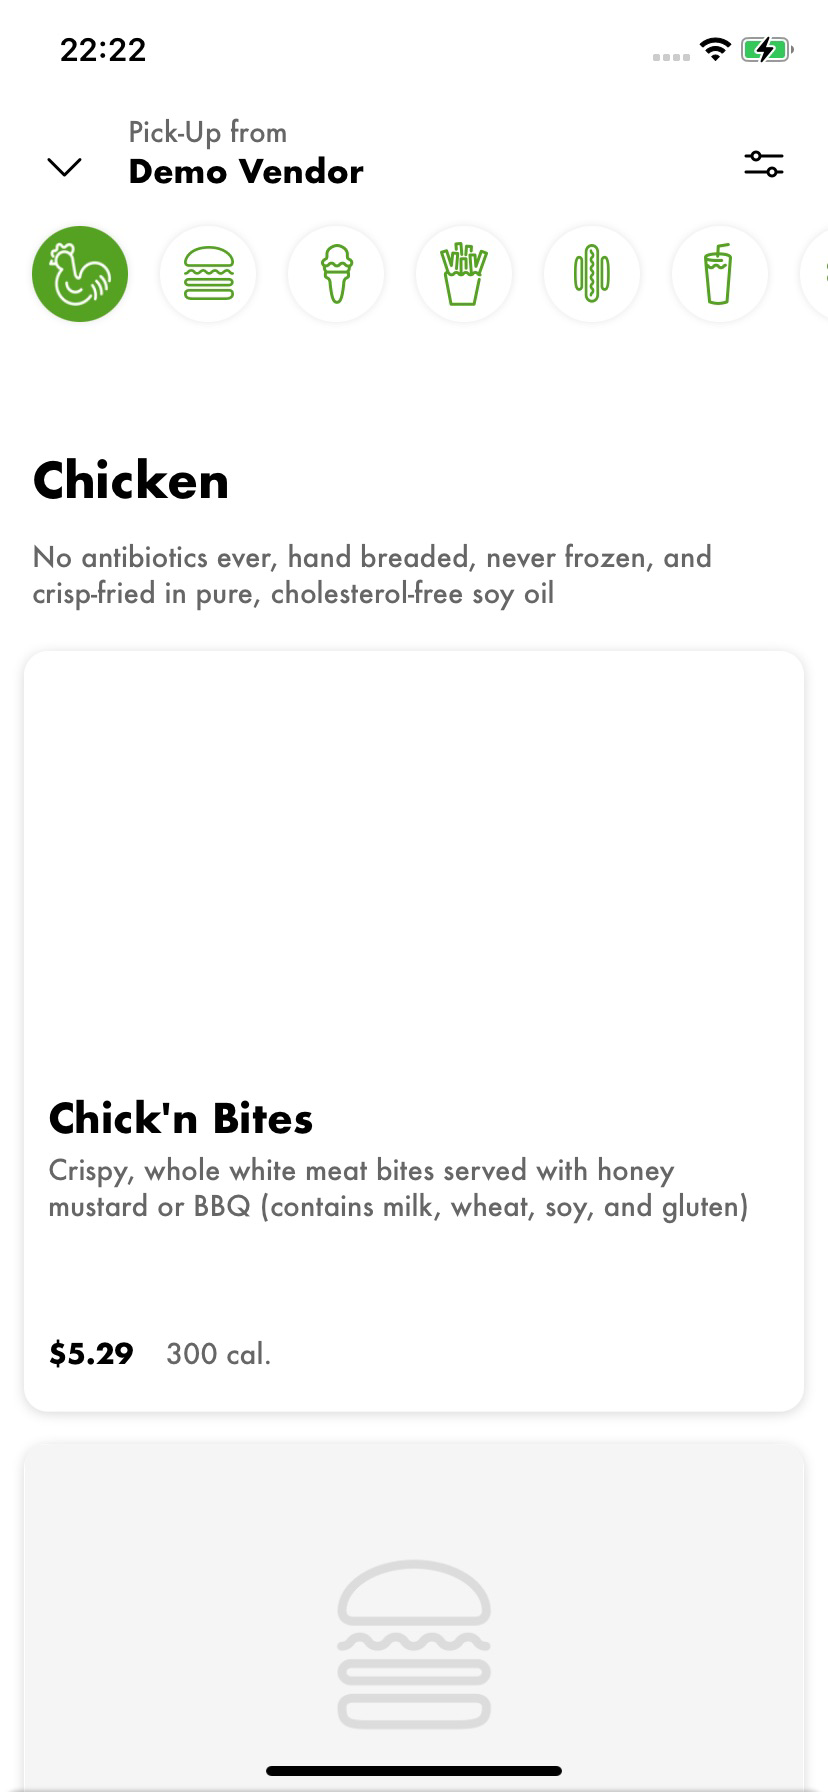 22:22
Pick-Up from
Demo Vendor
Chicken
No antibiotics ever, hand breaded, never frozen, and
crisp-fried in pure, cholesterol-free soy oil
Chick'n Bites
Crispy, whole white meat bites served with honey
mustard or BBQ (contains milk, wheat, soy, and gluten)
$5.29 300 cal.